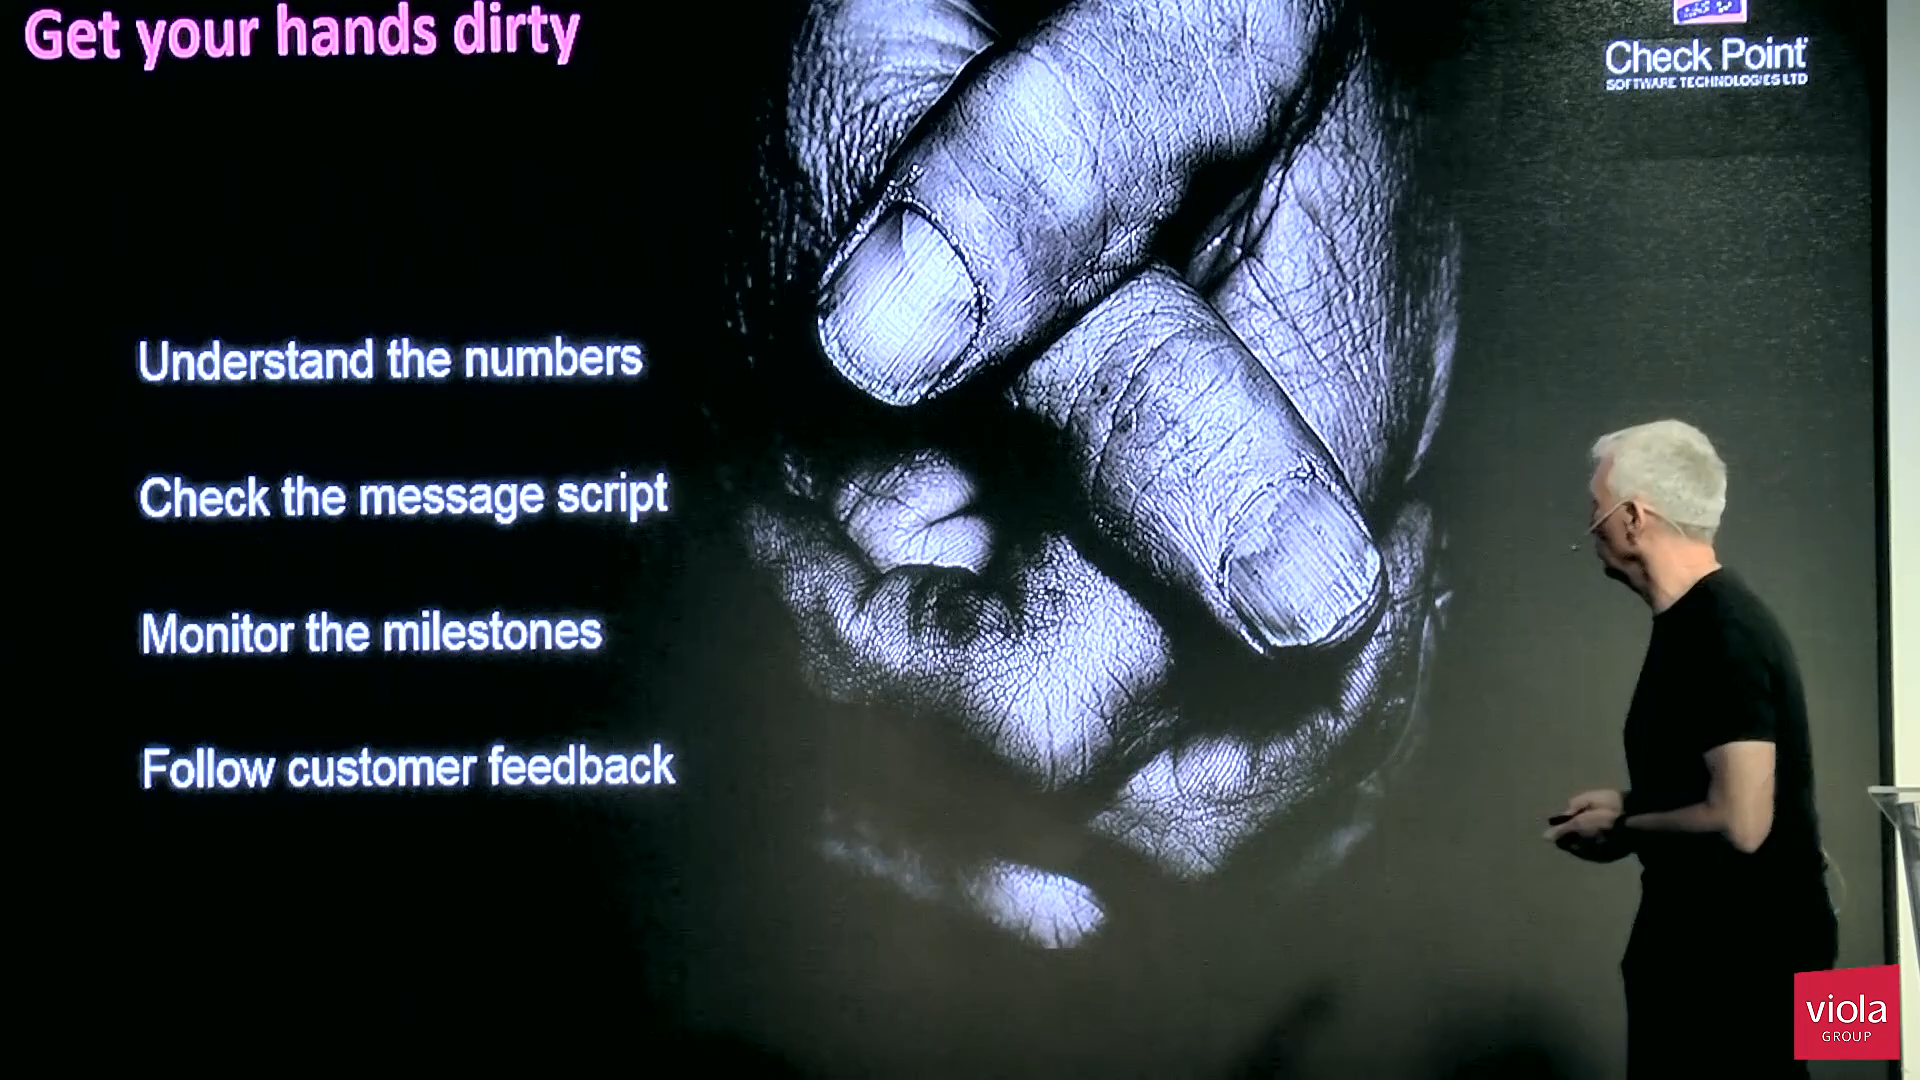 Get your hands dirty
Check Point
SOFTWARE TECHNOLOGIES LTD
Understand the numbers
Check the message script
Monitor the milestones
Follow customer feedback
viola
GROUP